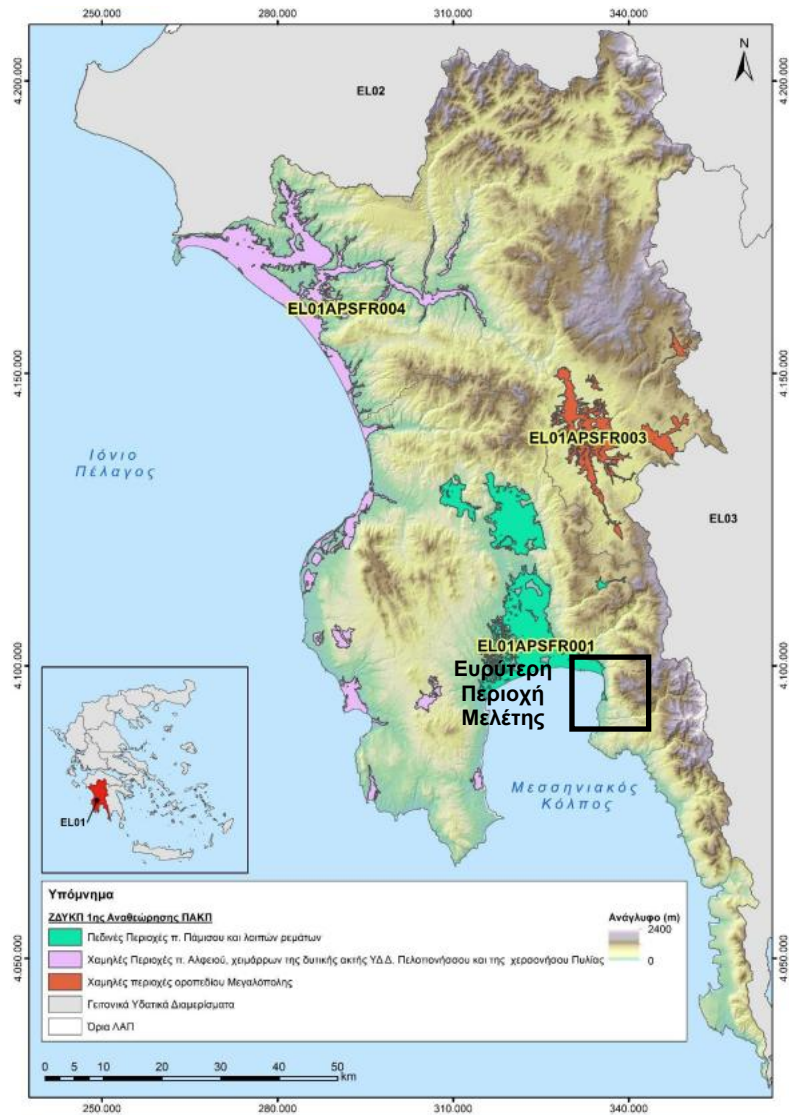 250.000 280.000 310.000 340.000
4.200.000 4.200.000
N
EL02
EL01APSFR004
4.150.000 4.150.000
EL01APSFR003
Ιόνιο
Πέλαγος
EL03
EL01APSFR001
4.100.000 4.100.000
Ευρύτερη
Περιοχή
Μελέτης
Μεσσηνιακός
Κόλπος
EL01
Υπόμνημα
ΖΔΥΚΠ 1ης Αναθεώρησης ΠΑΚΠ
Πεδινές Περιοχές π. Πάμισου και λοιπών ρεμάτων
Χαμηλές Περιοχές π. Αλφειού, χειμάρρων της δυτικής ακτής ΥΔ.Δ. Πελοποννήσου και της χερσονήσου Πυλίας
Χαμηλές περιοχές οροπεδίου Μεγαλόπολης
Γειτονικά Υδατικά Διαμερίσματα
Όρια ΛΑΠ
Ανάγλυφο (m)
2400
0
4.050.000 4.050.000
0 5 10 20 30 40 50
km
250.000 280.000 310.000 340.000